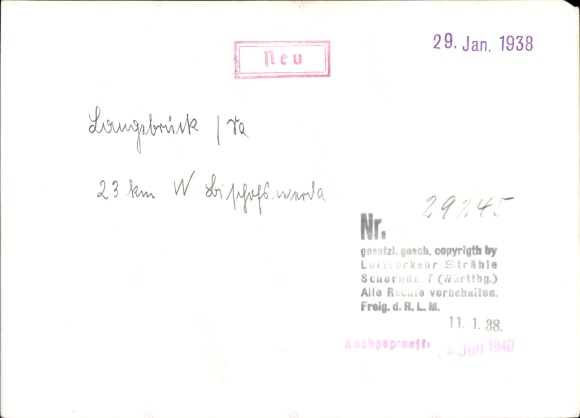 29. Jan. 1938
Neu
Langebrück / Sa.
23 km W Bischofswerda
Nr. 29245
gesetzl. gesch. copyrigth by
Luftverkehr Strähle
Schorndorf (Württbg.)
Alle Rechte vorbehalten.
Freig. d. R. L. M.
11. 1. 38.
nachgeprüft: Juli 1940